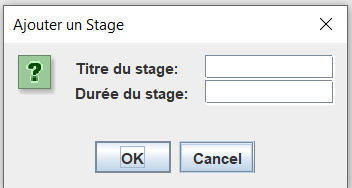 Ajouter un Stage
Titre du stage:
Durée du stage:
OK Cancel